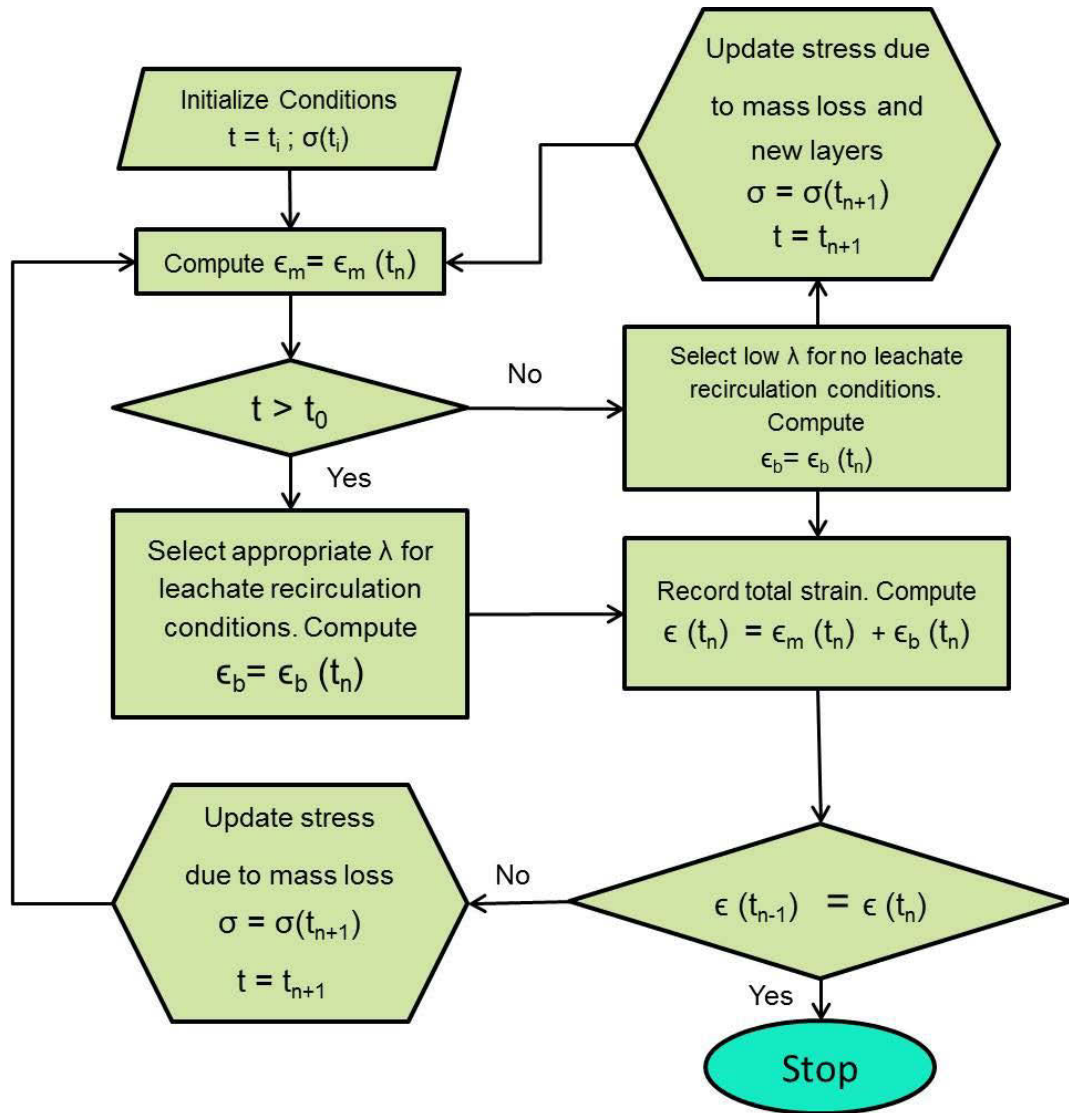 Initialize Conditions
t = tᵢ ; σ(tᵢ)
Update stress due
to mass loss and
new layers
σ = σ(tₙ₊₁)
t = tₙ₊₁
Compute ϵₘ= ϵₘ (tₙ)
t > t₀
No
Yes
Select low λ for no leachate
recirculation conditions.
Compute
ϵ_b= ϵ_b (tₙ)
Select appropriate λ for
leachate recirculation
conditions. Compute
ϵ_b= ϵ_b (tₙ)
Record total strain. Compute
ϵ (tₙ) = ϵₘ (tₙ) + ϵ_b (tₙ)
Update stress
due to mass loss
σ = σ(tₙ₊₁)
t = tₙ₊₁
No
ϵ (tₙ₋₁) = ϵ (tₙ)
Yes
Stop